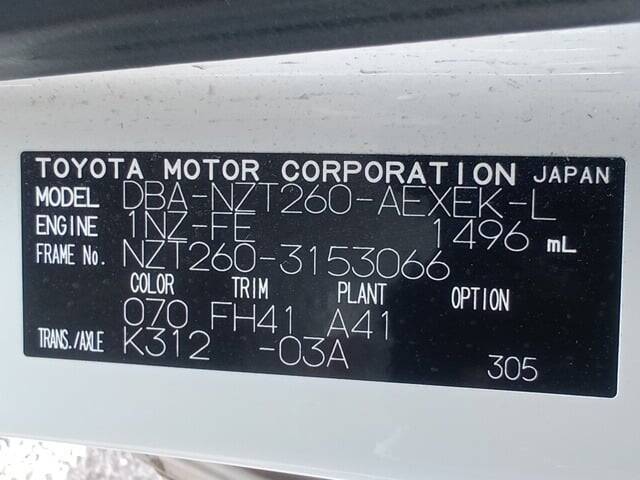 TOYOTA MOTOR CORPORATION JAPAN
MODEL DBA-NZT260-AEXEK-L
ENGINE 1NZ-FE 1496 mL
FRAME No. NZT260-3153066
COLOR TRIM PLANT OPTION
070 FH41 A41
TRANS./AXLE K312 -03A
305